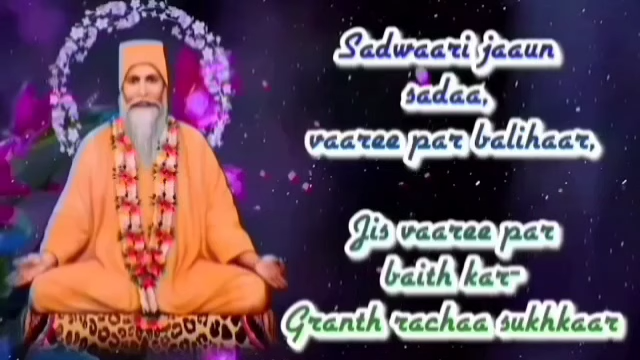 Sadwaari jaaun
sadaa,
vaaree par balihaar,
Jis vaaree par
baith kar-
Granth rachaa sukhkaar